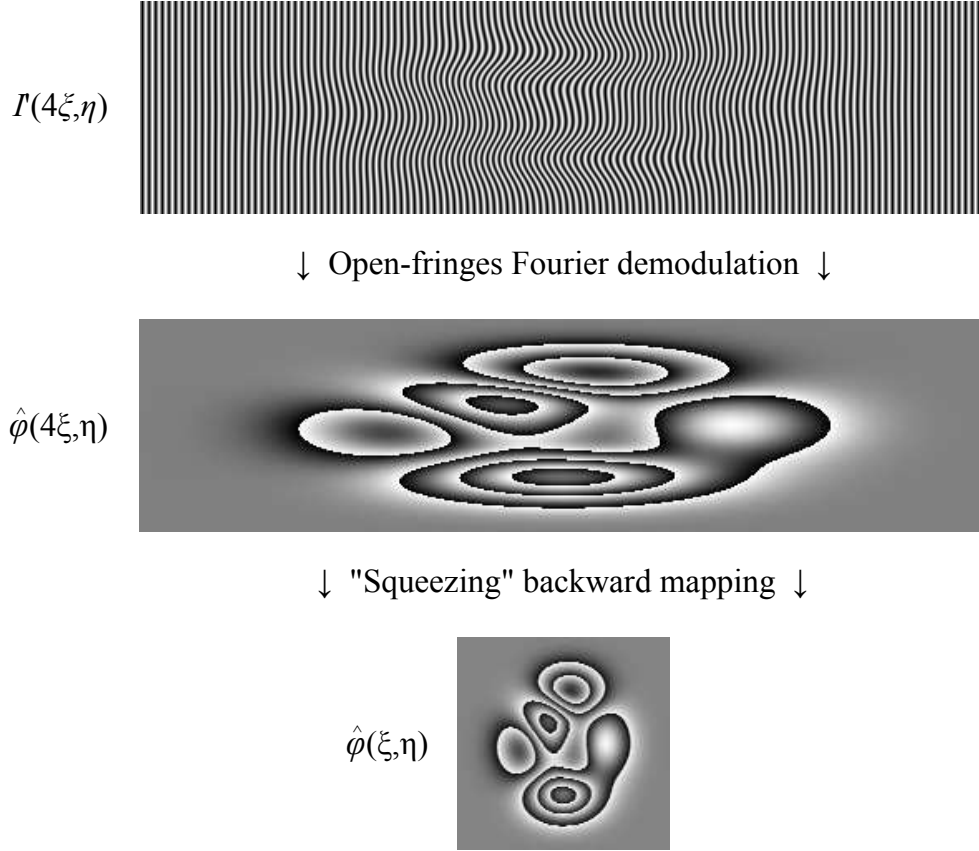 I'(4ξ,η)
↓ Open-fringes Fourier demodulation ↓
φ̂(4ξ,η)
↓ "Squeezing" backward mapping ↓
φ̂(ξ,η)